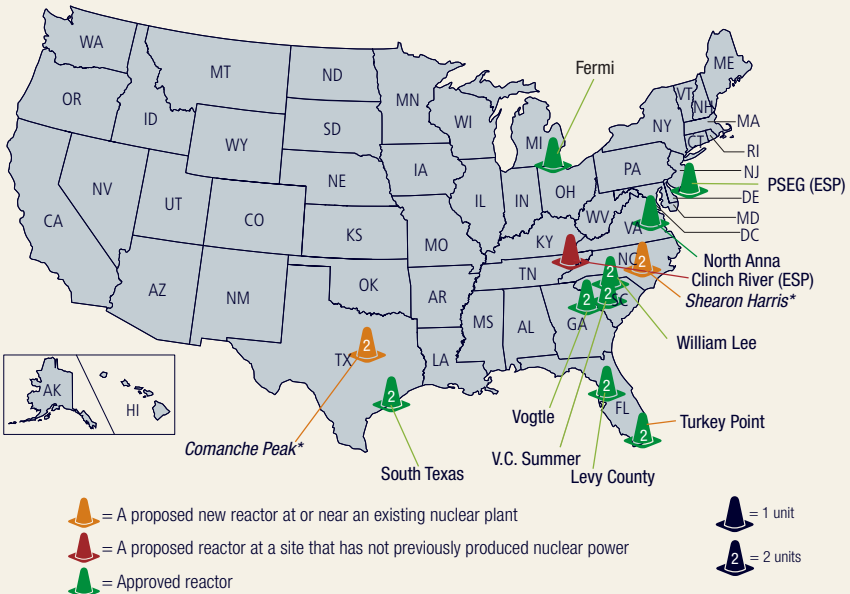 WA
MT
ND
MN
ME
VT
NH
OR
ID
SD
WI
MI
NY
MA
CT
RI
WY
Fermi
IA
PA
NJ
PSEG (ESP)
NV
UT
NE
IL
IN
OH
DE
MD
DC
CA
CO
KS
MO
KY
WV
VA
North Anna
Clinch River (ESP)
NC
2
Shearon Harris*
AZ
NM
OK
AR
TN
2
2
SC
2
William Lee
MS
AL
GA
TX
2
LA
2
2
FL
2
Turkey Point
AK
HI
Comanche Peak*
South Texas
Vogtle
V.C. Summer
Levy County
= A proposed new reactor at or near an existing nuclear plant
= A proposed reactor at a site that has not previously produced nuclear power
= Approved reactor
= 1 unit
2 = 2 units